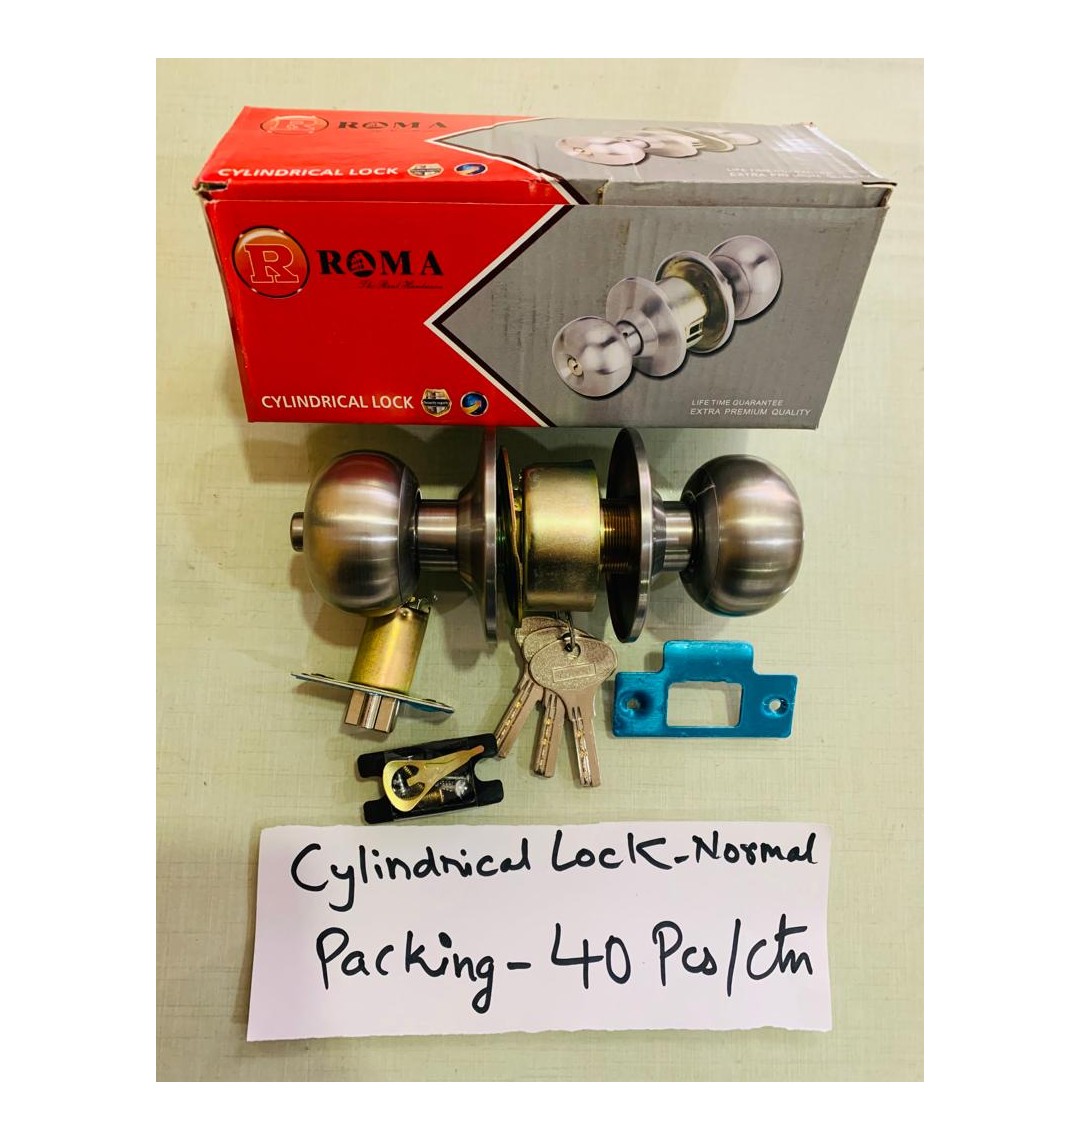 R ROMA
CYLINDRICAL LOCK
R ROMA
CYLINDRICAL LOCK
LIFE TIME GUARANTEE
EXTRA PREMIUM QUALITY
Cylindrical Lock-Normal
Packing - 40 Pcs/ctn